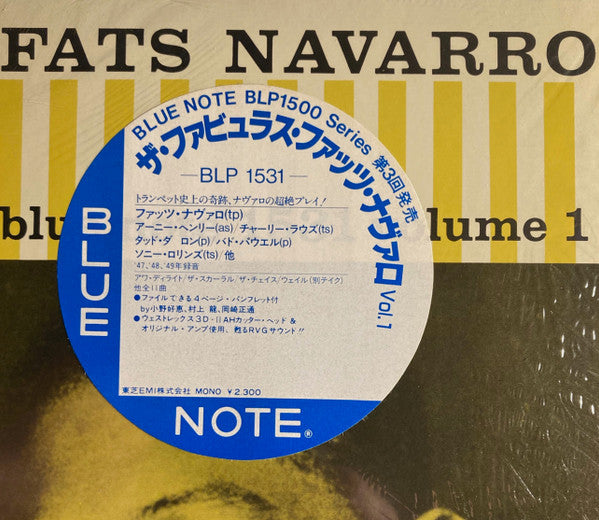 FATS NAVARRO
BLUE NOTE BLP1500 Series 第3回発売
ザ・ファビュラス・ファッツ・ナヴァロ Vol.1
—BLP 1531—
トランペット史上の奇跡、ナヴァロの超絶プレイ!
ファッツ・ナヴァロ(tp)
アーニー・ヘンリー(as) チャーリー・ラウズ(ts)
タッド・ダ ロン(p) バド・パウエル(p)
ソニー・ロリンズ(ts)/他
'47、'48、'49年録音
アワ・ディライト/ザ・スカーラル/ザ・チェイス/ウェイル(別テイク)
他全11曲
●ファイルできる4ページ・パンフレット付
by小野好恵、村上 龍、岡崎正通
●ウェストレックス3D-IIAHカッター・ヘッド&
オリジナル・アンプ使用、甦るRVGサウンド!!
東芝EMI株式会社 MONO ¥2,300
BLUE
NOTE®
blu
lume 1